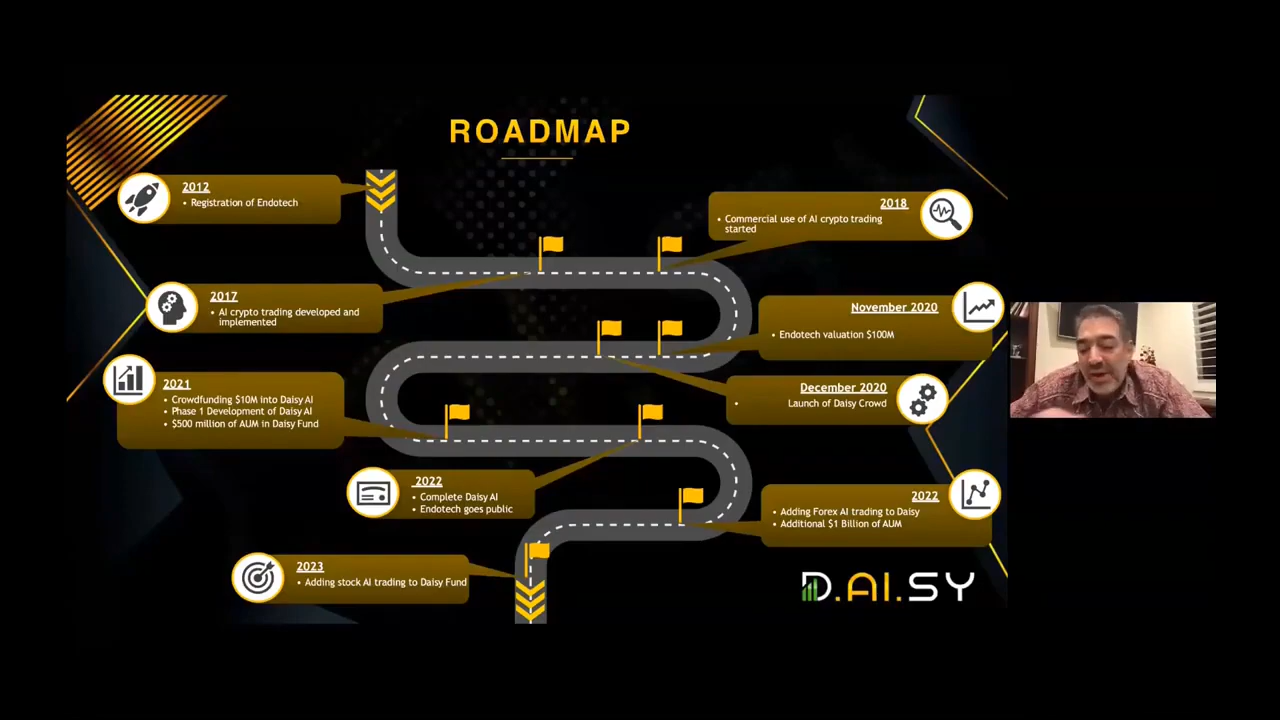 ROADMAP
2012
• Registration of Endotech
2018
• Commercial use of AI crypto trading
started
2017
• AI crypto trading developed and
implemented
November 2020
• Endotech valuation $100M
2021
• Crowdfunding $10M into Daisy AI
• Phase 1 Development of Daisy AI
• $500 million of AUM in Daisy Fund
December 2020
• Launch of Daisy Crowd
2022
• Complete Daisy AI
• Endotech goes public
2022
• Adding Forex AI trading to Daisy
• Additional $1 Billion of AUM
2023
• Adding stock AI trading to Daisy Fund
D.AI.SY